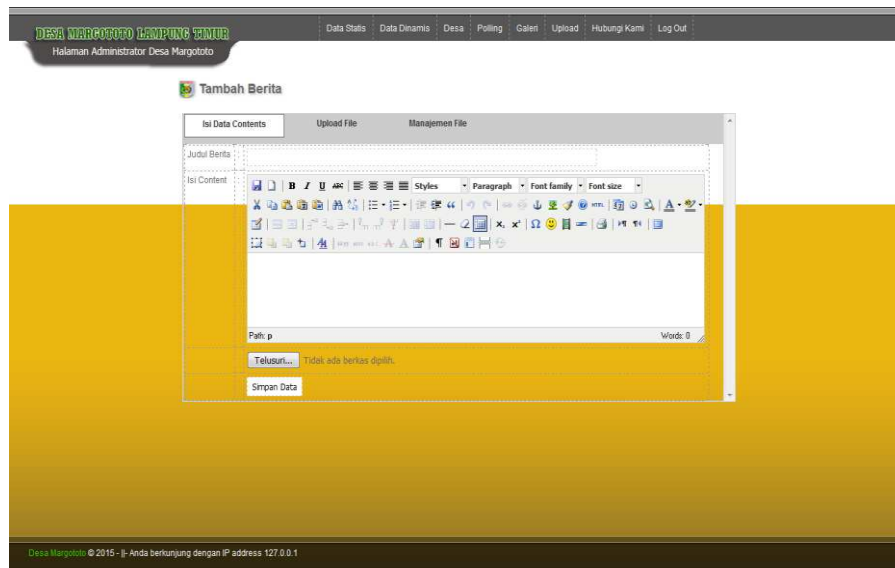 DESA MARGOTOTO LAMPUNG TIMUR
Halaman Administrator Desa Margototo
Data Statis Data Dinamis Desa Polling Galeri Upload Hubungi Kami Log Out
Tambah Berita
Isi Data Contents Upload File Manajemen File
Judul Berita :
Isi Content :
B I U ABC Styles Paragraph Font family Font size
HTML
Path: p Words: 0
Telusuri... Tidak ada berkas dipilih.
Simpan Data
Desa Margototo © 2015 - ||- Anda berkunjung dengan IP address 127.0.0.1